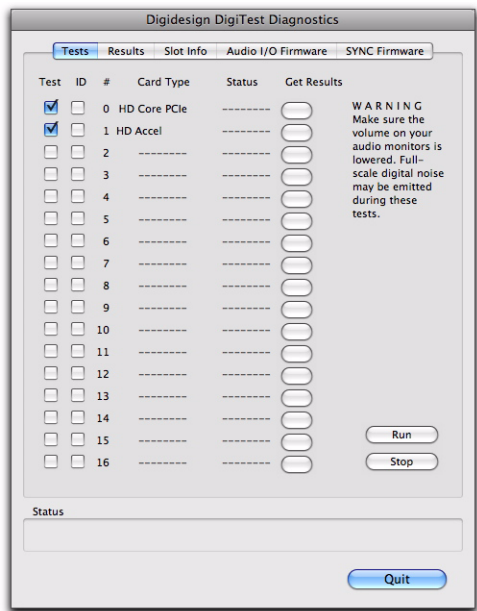 Digidesign DigiTest Diagnostics
Tests Results Slot Info Audio I/O Firmware SYNC Firmware
Test ID # Card Type Status Get Results
0 HD Core PCIe --------
1 HD Accel --------
2 -------- --------
3 -------- --------
4 -------- --------
5 -------- --------
6 -------- --------
7 -------- --------
8 -------- --------
9 -------- --------
10 -------- --------
11 -------- --------
12 -------- --------
13 -------- --------
14 -------- --------
15 -------- --------
16 -------- --------
W A R N I N G
Make sure the
volume on your
audio monitors is
lowered. Full-
scale digital noise
may be emitted
during these
tests.
Run
Stop
Status
Quit